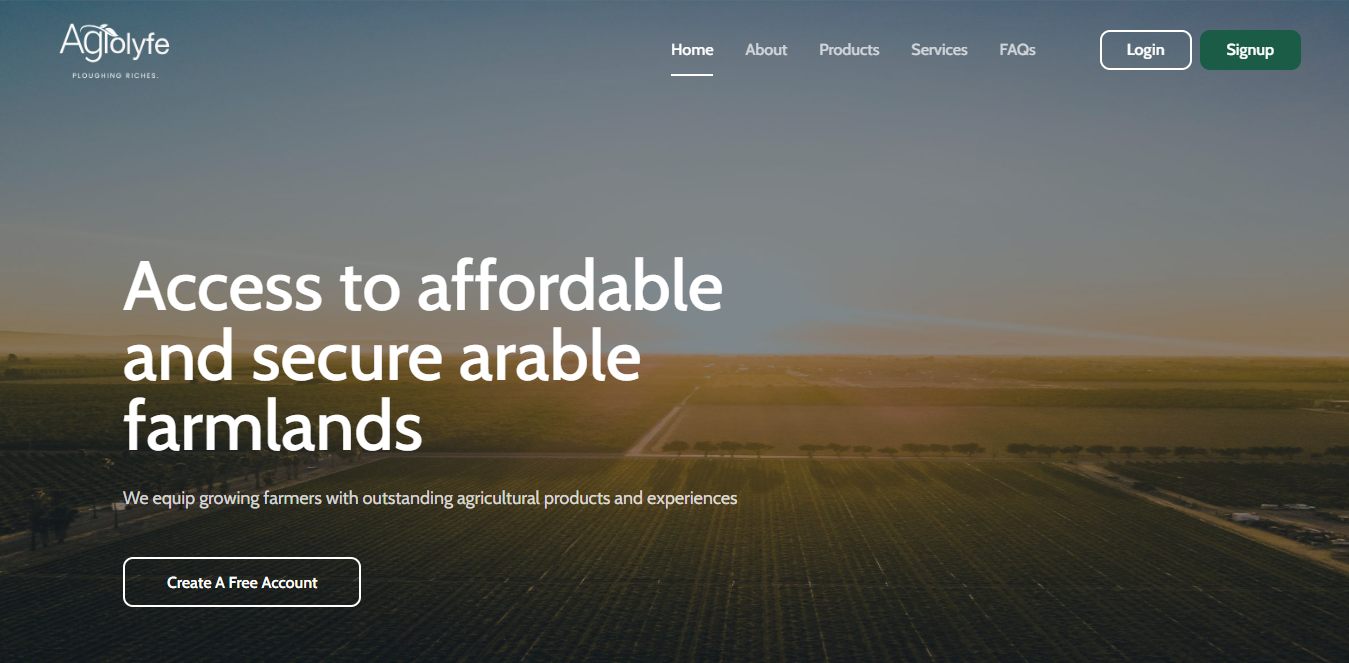 Agrolyfe
PLOUGHING RICHES.
Home About Products Services FAQs Login Signup
Access to affordable
and secure arable
farmlands
We equip growing farmers with outstanding agricultural products and experiences
Create A Free Account